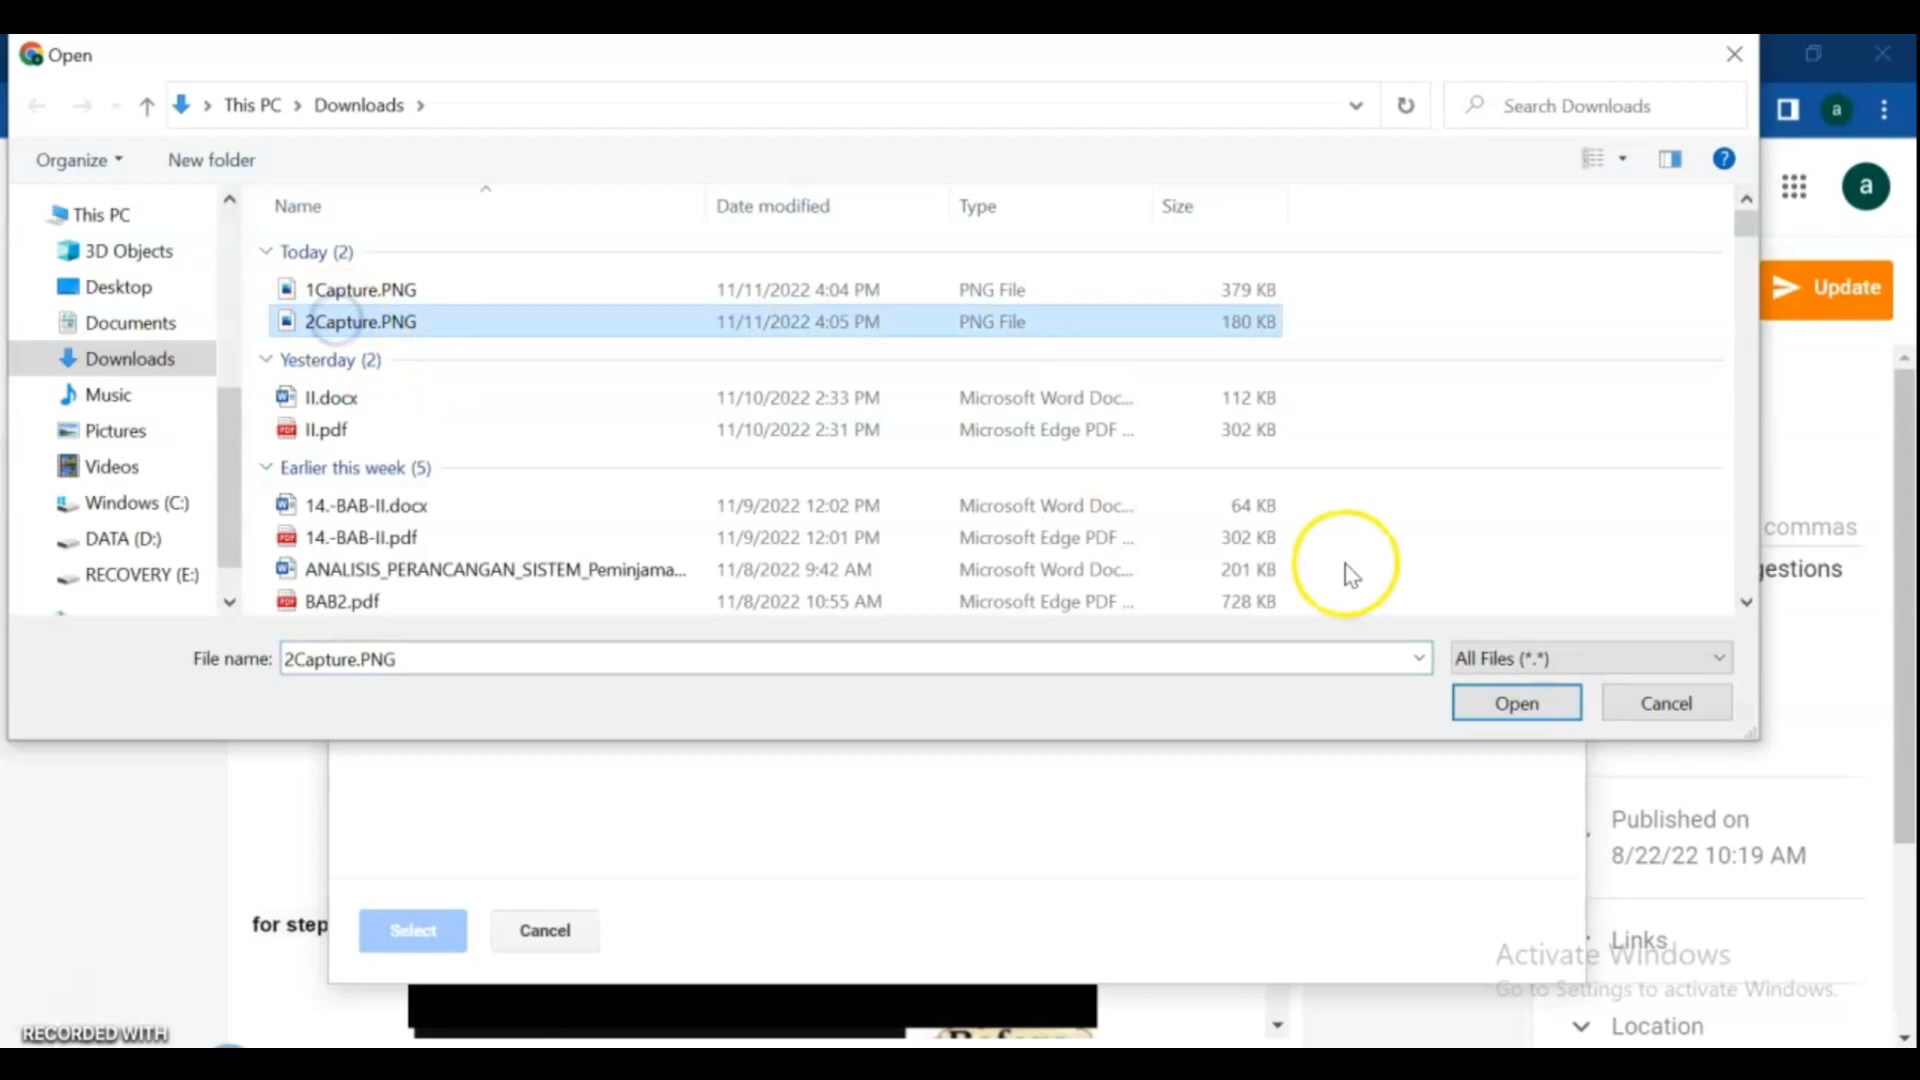 Open
This PC > Downloads >
Search Downloads
a
Organize
New folder
?
a
Name
Date modified
Type
Size
This PC
3D Objects
Desktop
Documents
Downloads
Music
Pictures
Videos
Windows (C:)
DATA (D:)
RECOVERY (E:)
Today (2)
1Capture.PNG 11/11/2022 4:04 PM PNG File 379 KB
2Capture.PNG 11/11/2022 4:05 PM PNG File 180 KB
Yesterday (2)
II.docx 11/10/2022 2:33 PM Microsoft Word Doc... 112 KB
II.pdf 11/10/2022 2:31 PM Microsoft Edge PDF ... 302 KB
Earlier this week (5)
14.-BAB-II.docx 11/9/2022 12:02 PM Microsoft Word Doc... 64 KB
14.-BAB-II.pdf 11/9/2022 12:01 PM Microsoft Edge PDF ... 302 KB
ANALISIS_PERANCANGAN_SISTEM_Peminjama... 11/8/2022 9:42 AM Microsoft Word Doc... 201 KB
BAB2.pdf 11/8/2022 10:55 AM Microsoft Edge PDF ... 728 KB
Update
commas
gestions
File name: 2Capture.PNG
All Files (*.*)
Open
Cancel
Published on
8/22/22 10:19 AM
for step
Select
Cancel
Links
Activate Windows
Go to Settings to activate Windows.
Location
RECORDED WITH